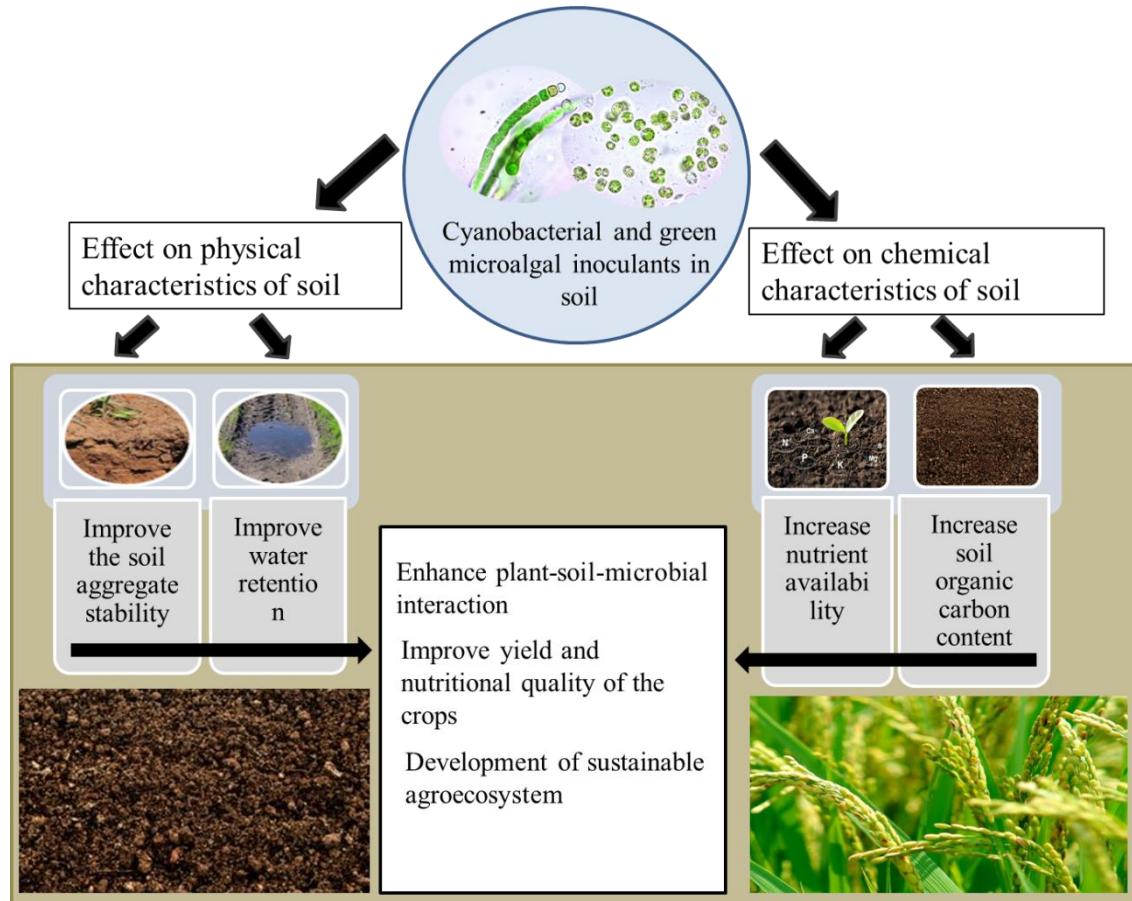 Cyanobacterial and green
microalgal inoculants in
soil
Effect on physical
characteristics of soil
Effect on chemical
characteristics of soil
Improve
the soil
aggregate
stability
Improve
water
retentio
n
N
Ca
P
K
Mg
Increase
nutrient
availabi
lity
Increase
soil
organic
carbon
content
Enhance plant-soil-microbial
interaction
Improve yield and
nutritional quality of the
crops
Development of sustainable
agroecosystem